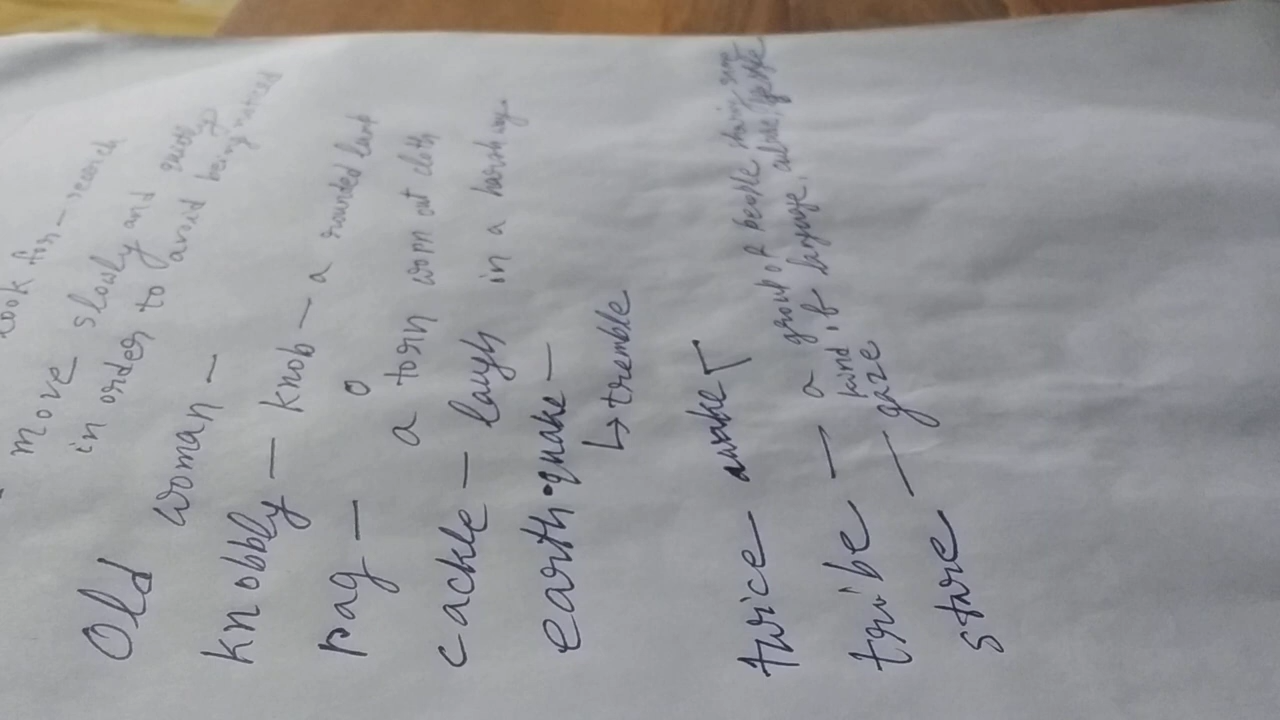 look for – search
move slowly and quietly
in order to avoid being noticed
Old woman –
knobbly – knob – a rounded lump
rag – a torn worn out cloth
cackle – laugh in a harsh way.
earth•quake –
↳ tremble
twice – awake
tribe – a group of people sharing same
kind of language, culture,
stare – gaze